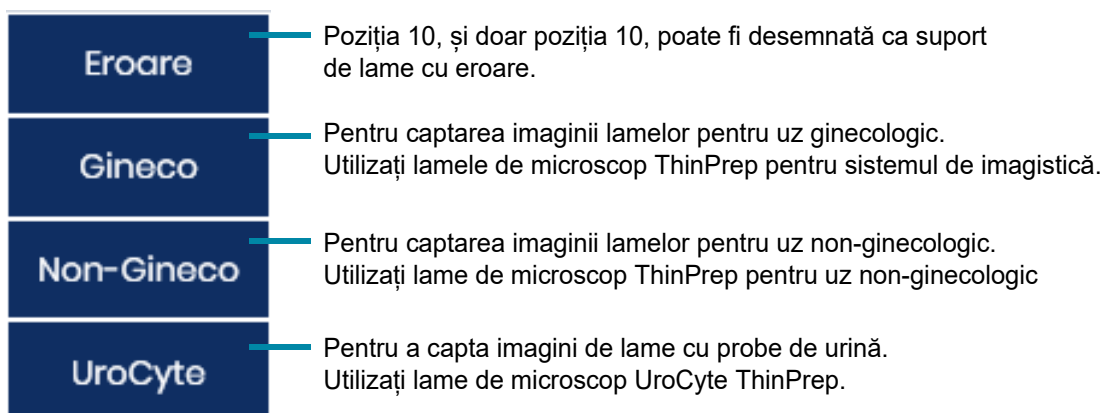 Eroare
Poziția 10, și doar poziția 10, poate fi desemnată ca suport
de lame cu eroare.
Gineco
Pentru captarea imaginii lamelor pentru uz ginecologic.
Utilizați lamele de microscop ThinPrep pentru sistemul de imagistică.
Non-Gineco
Pentru captarea imaginii lamelor pentru uz non-ginecologic.
Utilizați lame de microscop ThinPrep pentru uz non-ginecologic
UroCyte
Pentru a capta imagini de lame cu probe de urină.
Utilizați lame de microscop UroCyte ThinPrep.